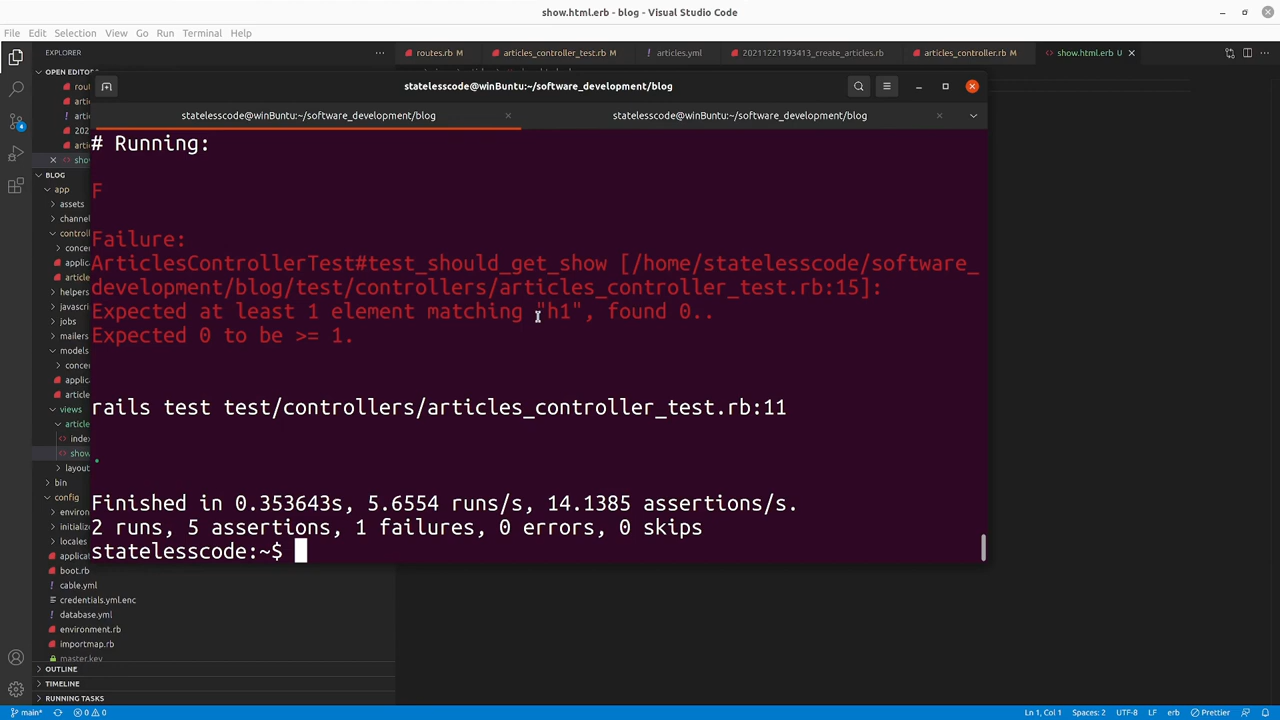 show.html.erb - blog - Visual Studio Code
File Edit Selection View Go Run Terminal Help
EXPLORER
routes.rb M articles_controller_test.rb M articles.yml 20211221193413_create_articles.rb articles_controller.rb M show.html.erb U
OPEN EDITORS
statelesscode@winBuntu:~/software_development/blog
statelesscode@winBuntu:~/software_development/blog statelesscode@winBuntu:~/software_development/blog
BLOG
app
assets
models
views
bin
config
boot.rb
cable.yml
credentials.yml.enc
database.yml
environment.rb
importmap.rb
master.key
OUTLINE
TIMELINE
RUNNING TASKS
# Running:
F
Failure:
ArticlesControllerTest#test_should_get_show [/home/statelesscode/software_
development/blog/test/controllers/articles_controller_test.rb:15]:
Expected at least 1 element matching "h1", found 0..
Expected 0 to be >= 1.
rails test test/controllers/articles_controller_test.rb:11
.
Finished in 0.353643s, 5.6554 runs/s, 14.1385 assertions/s.
2 runs, 5 assertions, 1 failures, 0 errors, 0 skips
statelesscode:~$
main* 0 0 Ln 1, Col 1 Spaces: 2 UTF-8 LF erb Prettier